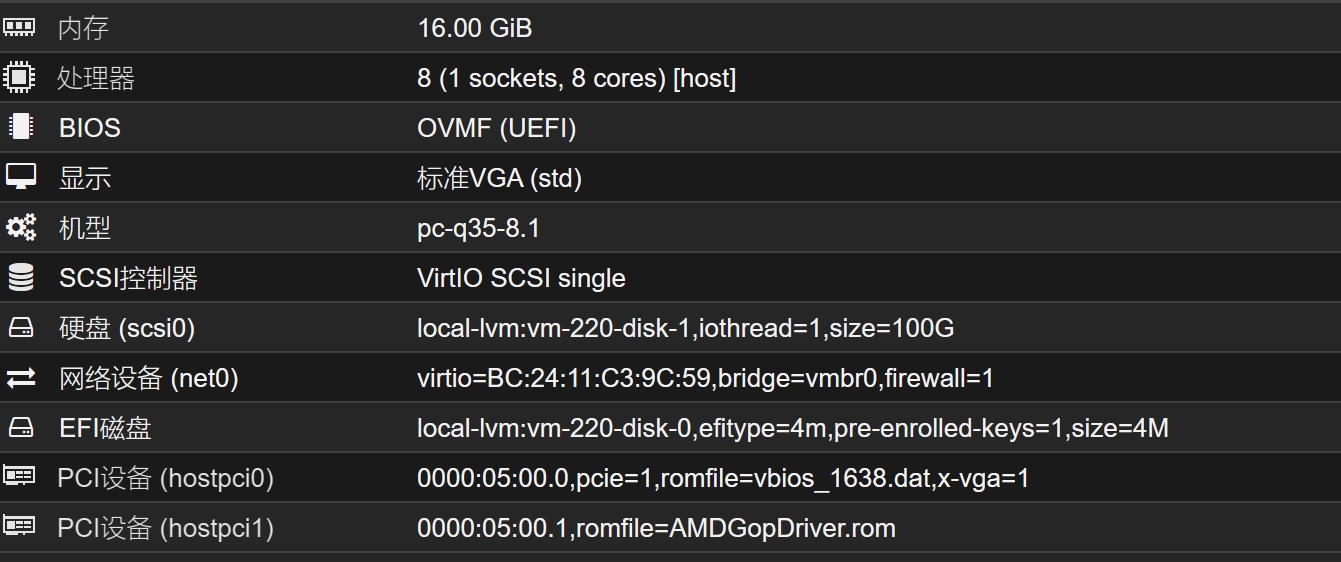 内存 16.00 GiB
处理器 8 (1 sockets, 8 cores) [host]
BIOS OVMF (UEFI)
显示 标准VGA (std)
机型 pc-q35-8.1
SCSI控制器 VirtIO SCSI single
硬盘 (scsi0) local-lvm:vm-220-disk-1,iothread=1,size=100G
网络设备 (net0) virtio=BC:24:11:C3:9C:59,bridge=vmbr0,firewall=1
EFI磁盘 local-lvm:vm-220-disk-0,efitype=4m,pre-enrolled-keys=1,size=4M
PCI设备 (hostpci0) 0000:05:00.0,pcie=1,romfile=vbios_1638.dat,x-vga=1
PCI设备 (hostpci1) 0000:05:00.1,romfile=AMDGopDriver.rom